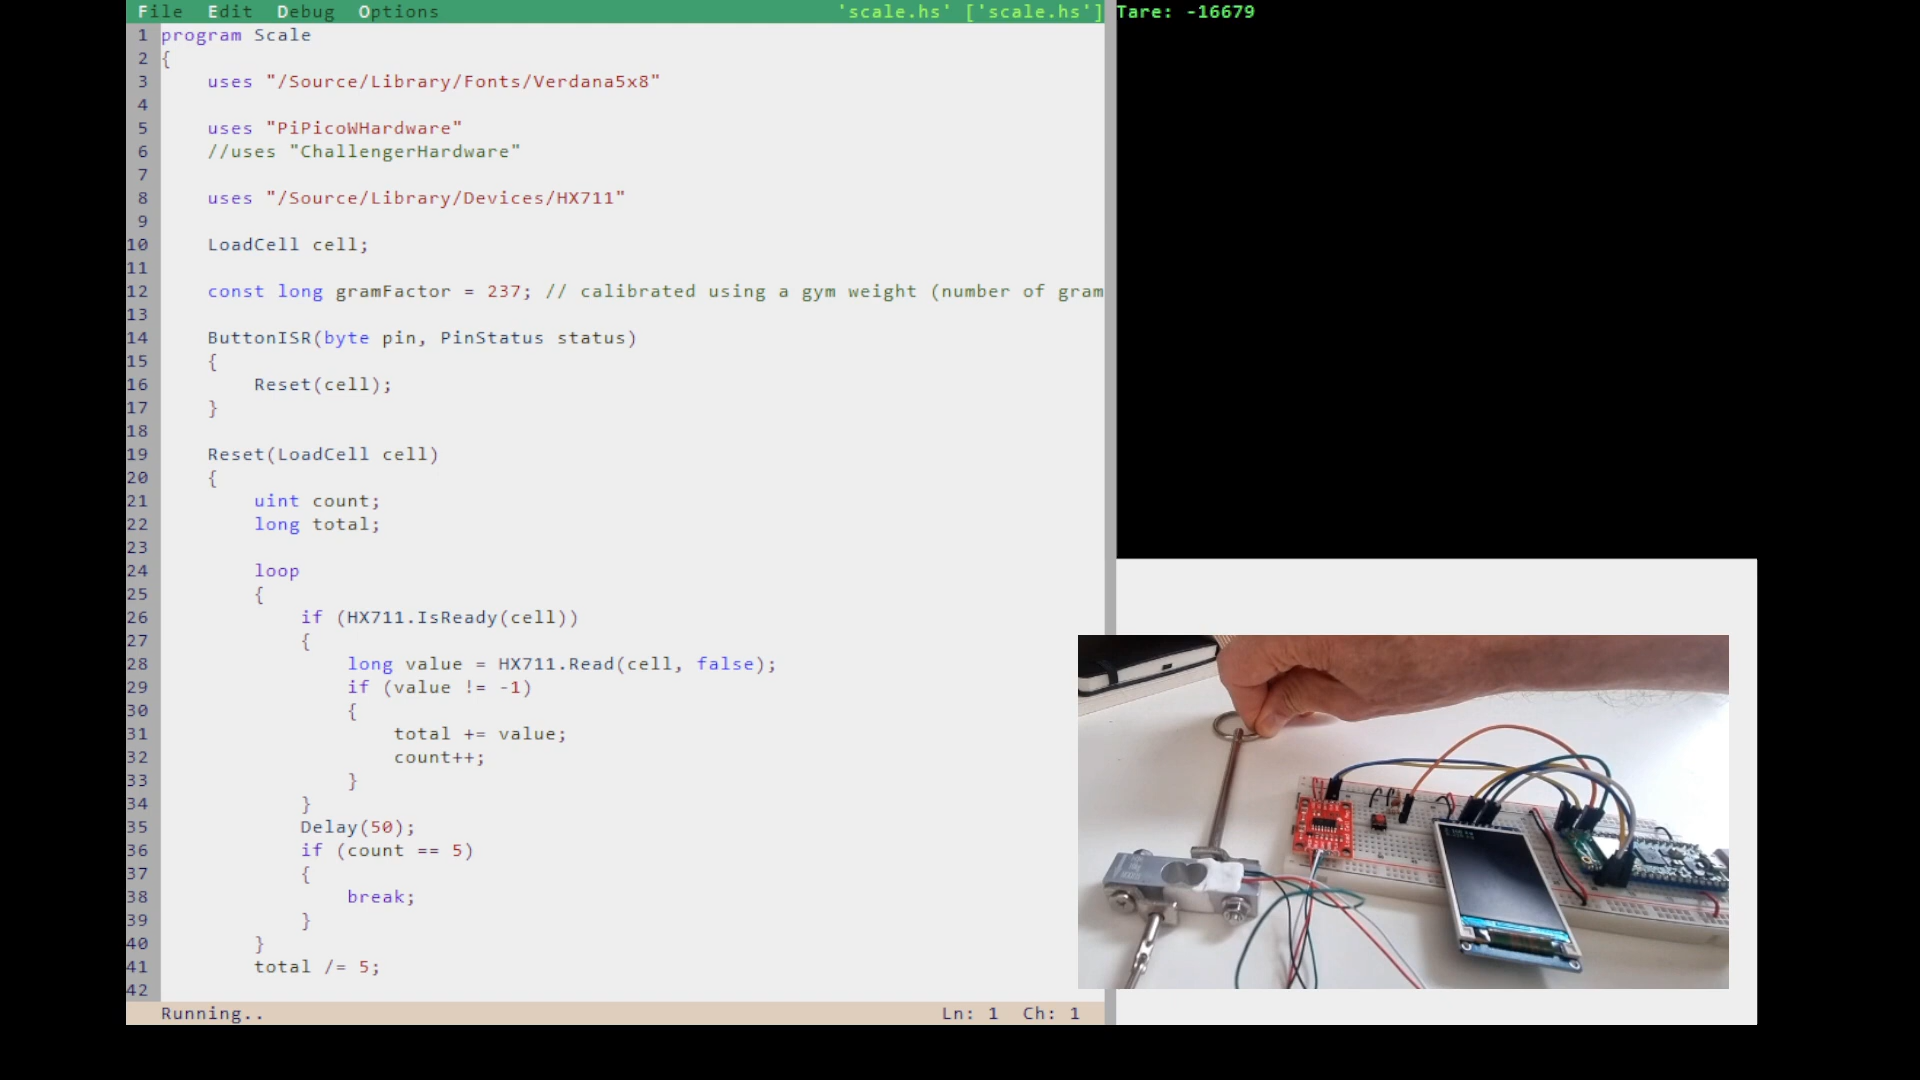 File Edit Debug Options 'scale.hs' ['scale.hs']
1 program Scale
2 {
3 uses "/Source/Library/Fonts/Verdana5x8"
4
5 uses "PiPicoWHardware"
6 //uses "ChallengerHardware"
7
8 uses "/Source/Library/Devices/HX711"
9
10 LoadCell cell;
11
12 const long gramFactor = 237; // calibrated using a gym weight (number of gram
13
14 ButtonISR(byte pin, PinStatus status)
15 {
16 Reset(cell);
17 }
18
19 Reset(LoadCell cell)
20 {
21 uint count;
22 long total;
23
24 loop
25 {
26 if (HX711.IsReady(cell))
27 {
28 long value = HX711.Read(cell, false);
29 if (value != -1)
30 {
31 total += value;
32 count++;
33 }
34 }
35 Delay(50);
36 if (count == 5)
37 {
38 break;
39 }
40 }
41 total /= 5;
42
Running.. Ln: 1 Ch: 1
Tare: -16679